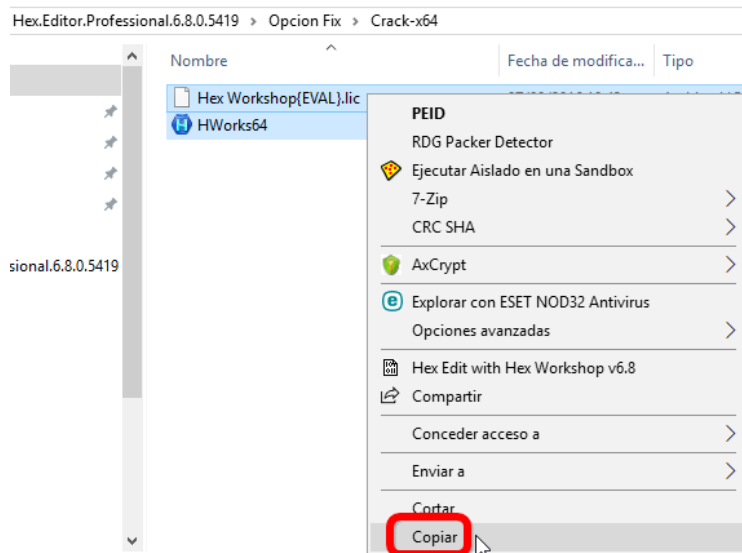 Hex.Editor.Professional.6.8.0.5419 > Opcion Fix > Crack-x64
Nombre Fecha de modifica... Tipo
Hex Workshop{EVAL}.lic
HWorks64
sional.6.8.0.5419
PEID
RDG Packer Detector
Ejecutar Aislado en una Sandbox
7-Zip
CRC SHA
AxCrypt
Explorar con ESET NOD32 Antivirus
Opciones avanzadas
Hex Edit with Hex Workshop v6.8
Compartir
Conceder acceso a
Enviar a
Cortar
Copiar